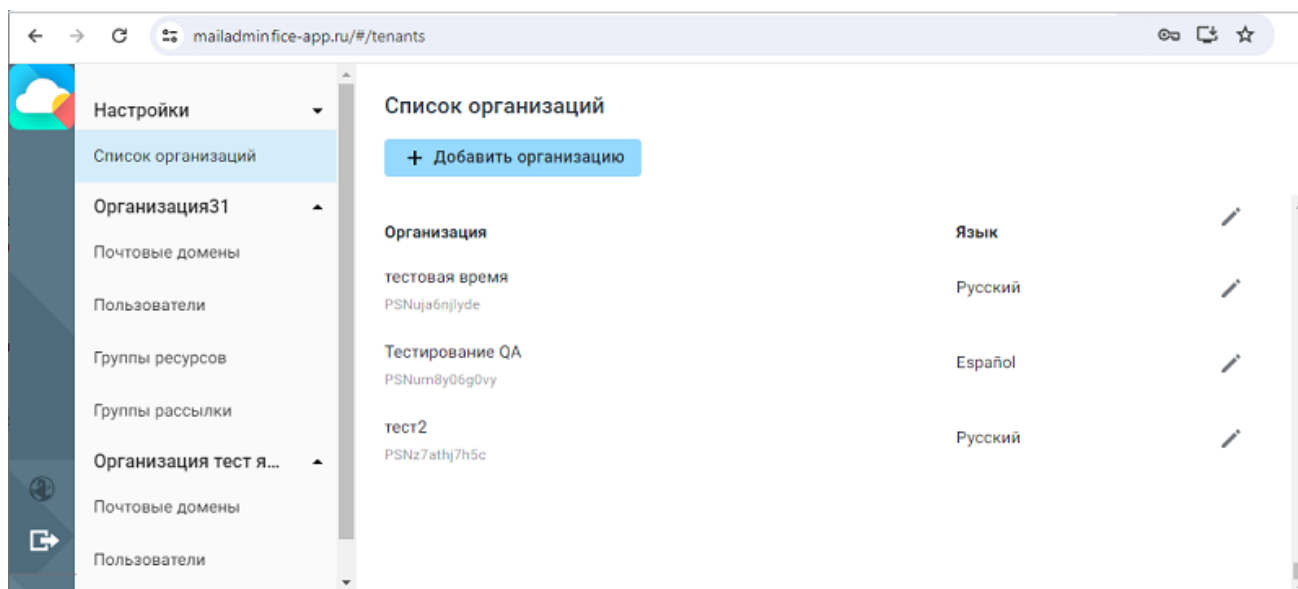 mailadminfice-app.ru/#/tenants
Настройки
Список организаций
Организация31
Почтовые домены
Пользователи
Группы ресурсов
Группы рассылки
Организация тест я...
Почтовые домены
Пользователи
Список организаций
+ Добавить организацию
Организация Язык
тестовая время
PSNuja6njlyde
Русский
Тестирование QA
PSNum8y06g0vy
Español
тест2
PSNz7athj7h5c
Русский